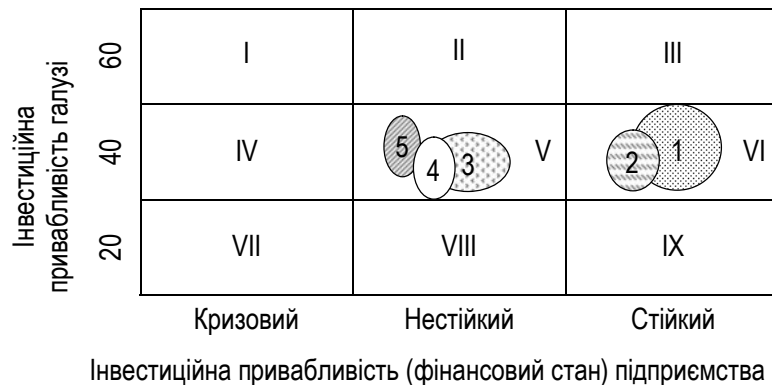 Інвестиційна
привабливість галузі
60
I
II
III
40
IV
5
4
3
V
2
1
VI
20
VII
VIII
IX
Кризовий
Нестійкий
Стійкий
Інвестиційна привабливість (фінансовий стан) підприємства